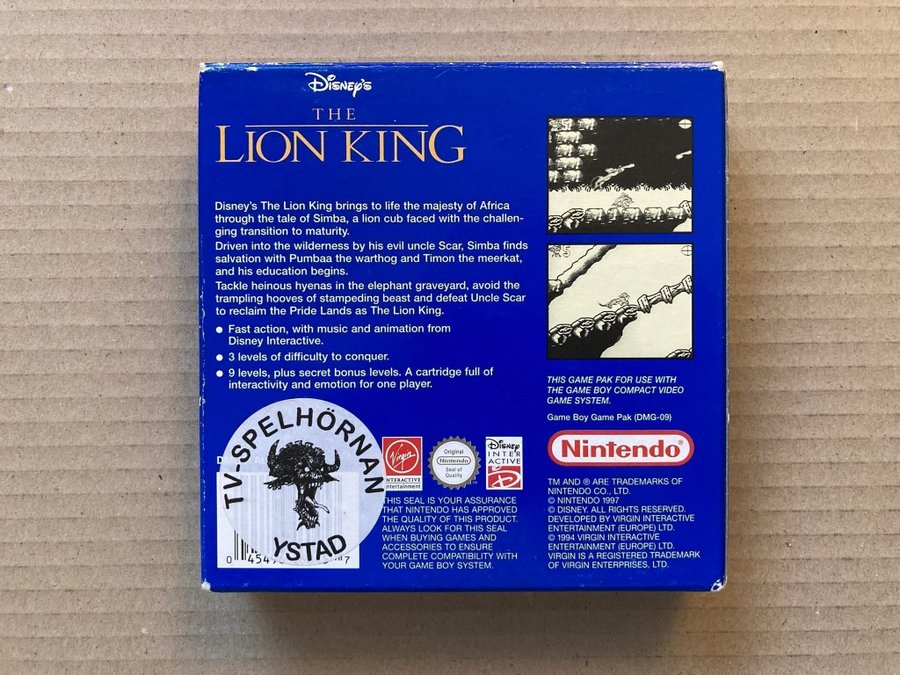 Disney's
THE
LION KING
Disney's The Lion King brings to life the majesty of Africa
through the tale of Simba, a lion cub faced with the challen-
ging transition to maturity.
Driven into the wilderness by his evil uncle Scar, Simba finds
salvation with Pumbaa the warthog and Timon the meerkat,
and his education begins.
Tackle heinous hyenas in the elephant graveyard, avoid the
trampling hooves of stampeding beast and defeat Uncle Scar
to reclaim the Pride Lands as The Lion King.
● Fast action, with music and animation from
Disney Interactive.
● 3 levels of difficulty to conquer.
● 9 levels, plus secret bonus levels. A cartridge full of
interactivity and emotion for one player.
THIS GAME PAK FOR USE WITH
THE GAME BOY COMPACT VIDEO
GAME SYSTEM.
Game Boy Game Pak (DMG-09)
TV-SPELHÖRNAN
YSTAD
Virgin
INTERACTIVE
entertainment
Original
Nintendo
Seal of
Quality
Disney
INTER
ACTIVE
Nintendo®
THIS SEAL IS YOUR ASSURANCE
THAT NINTENDO HAS APPROVED
THE QUALITY OF THIS PRODUCT.
ALWAYS LOOK FOR THIS SEAL
WHEN BUYING GAMES AND
ACCESSORIES TO ENSURE
COMPLETE COMPATIBILITY WITH
YOUR GAME BOY SYSTEM.
TM AND ® ARE TRADEMARKS OF
NINTENDO CO., LTD.
© NINTENDO 1997
© DISNEY. ALL RIGHTS RESERVED.
DEVELOPED BY VIRGIN INTERACTIVE
ENTERTAINMENT (EUROPE) LTD.
© 1994 VIRGIN INTERACTIVE
ENTERTAINMENT (EUROPE) LTD.
VIRGIN IS A REGISTERED TRADEMARK
OF VIRGIN ENTERPRISES, LTD.